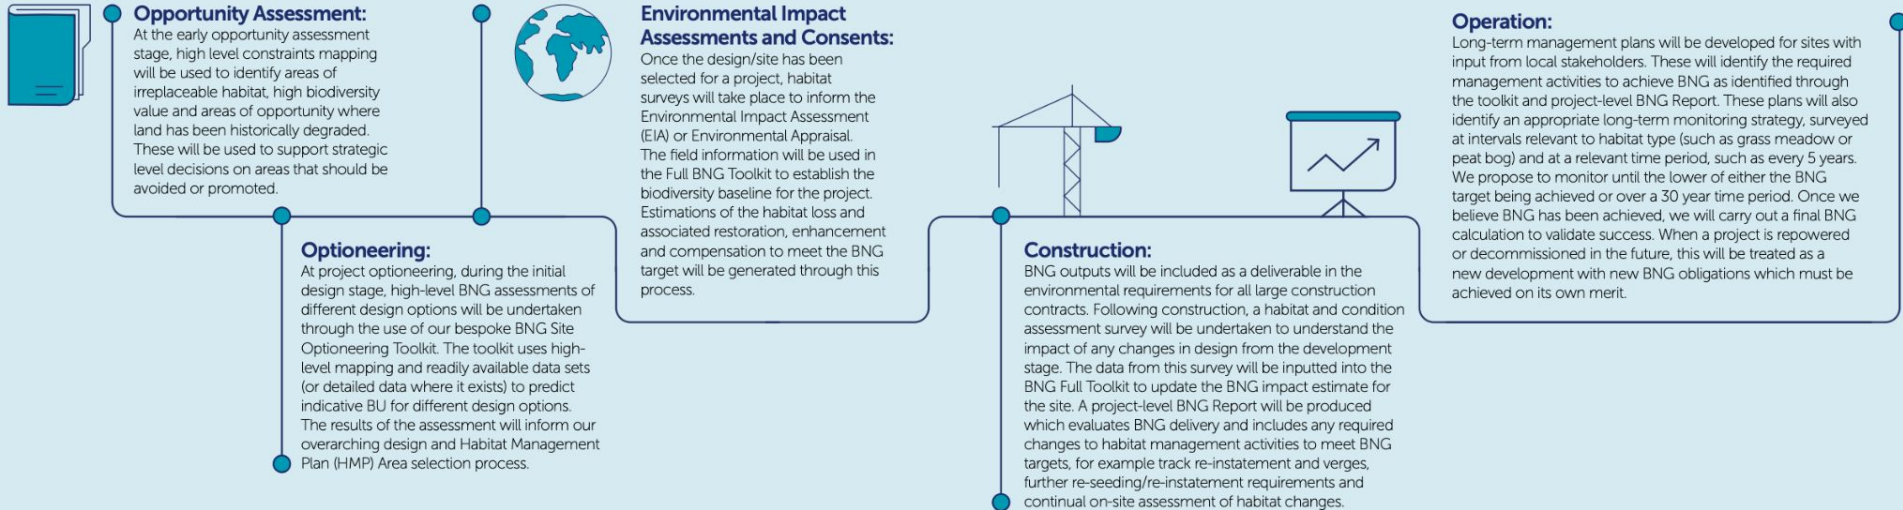 Opportunity Assessment:
At the early opportunity assessment
stage, high level constraints mapping
will be used to identify areas of
irreplaceable habitat, high biodiversity
value and areas of opportunity where
land has been historically degraded.
These will be used to support strategic
level decisions on areas that should be
avoided or promoted.
Optioneering:
At project optioneering, during the initial
design stage, high-level BNG assessments of
different design options will be undertaken
through the use of our bespoke BNG Site
Optioneering Toolkit. The toolkit uses high-
level mapping and readily available data sets
(or detailed data where it exists) to predict
indicative BU for different design options.
The results of the assessment will inform our
overarching design and Habitat Management
Plan (HMP) Area selection process.
Environmental Impact
Assessments and Consents:
Once the design/site has been
selected for a project, habitat
surveys will take place to inform the
Environmental Impact Assessment
(EIA) or Environmental Appraisal.
The field information will be used in
the Full BNG Toolkit to establish the
biodiversity baseline for the project.
Estimations of the habitat loss and
associated restoration, enhancement
and compensation to meet the BNG
target will be generated through this
process.
Construction:
BNG outputs will be included as a deliverable in the
environmental requirements for all large construction
contracts. Following construction, a habitat and condition
assessment survey will be undertaken to understand the
impact of any changes in design from the development
stage. The data from this survey will be inputted into the
BNG Full Toolkit to update the BNG impact estimate for
the site. A project-level BNG Report will be produced
which evaluates BNG delivery and includes any required
changes to habitat management activities to meet BNG
targets, for example track re-instatement and verges,
further re-seeding/re-instatement requirements and
continual on-site assessment of habitat changes.
Operation:
Long-term management plans will be developed for sites with
input from local stakeholders. These will identify the required
management activities to achieve BNG as identified through
the toolkit and project-level BNG Report. These plans will also
identify an appropriate long-term monitoring strategy, surveyed
at intervals relevant to habitat type (such as grass meadow or
peat bog) and at a relevant time period, such as every 5 years.
We propose to monitor until the lower of either the BNG
target being achieved or over a 30 year time period. Once we
believe BNG has been achieved, we will carry out a final BNG
calculation to validate success. When a project is repowered
or decommissioned in the future, this will be treated as a
new development with new BNG obligations which must be
achieved on its own merit.